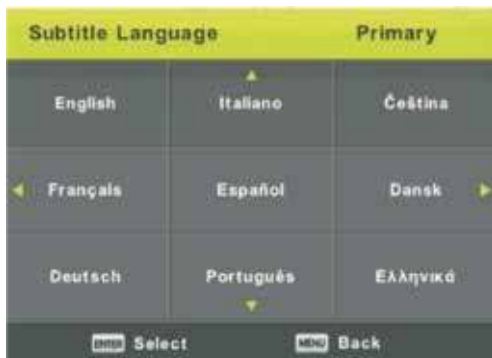 Subtitle Language Primary
English Italiano Čeština
Français Español Dansk
Deutsch Português Ελληνικά
ENTER Select MENU Back